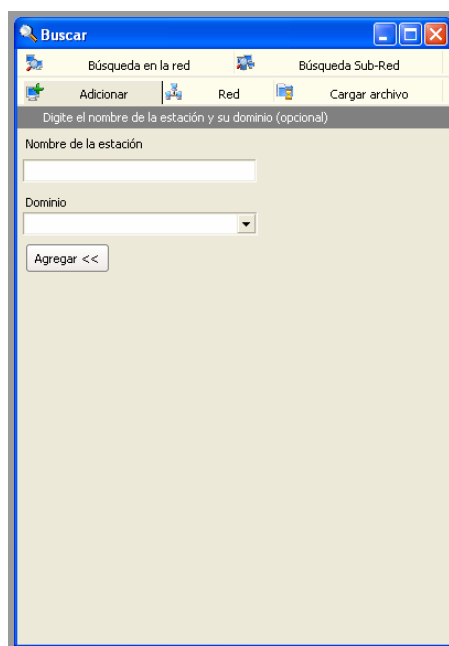 Buscar
Búsqueda en la red Búsqueda Sub-Red
Adicionar Red Cargar archivo
Digite el nombre de la estación y su dominio (opcional)
Nombre de la estación
Dominio
Agregar <<